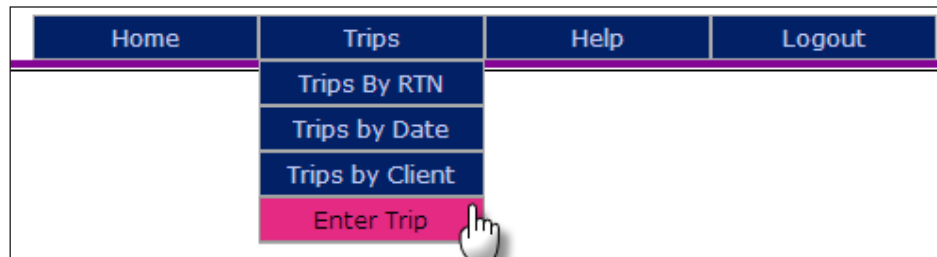 Home Trips Help Logout
Trips By RTN
Trips by Date
Trips by Client
Enter Trip